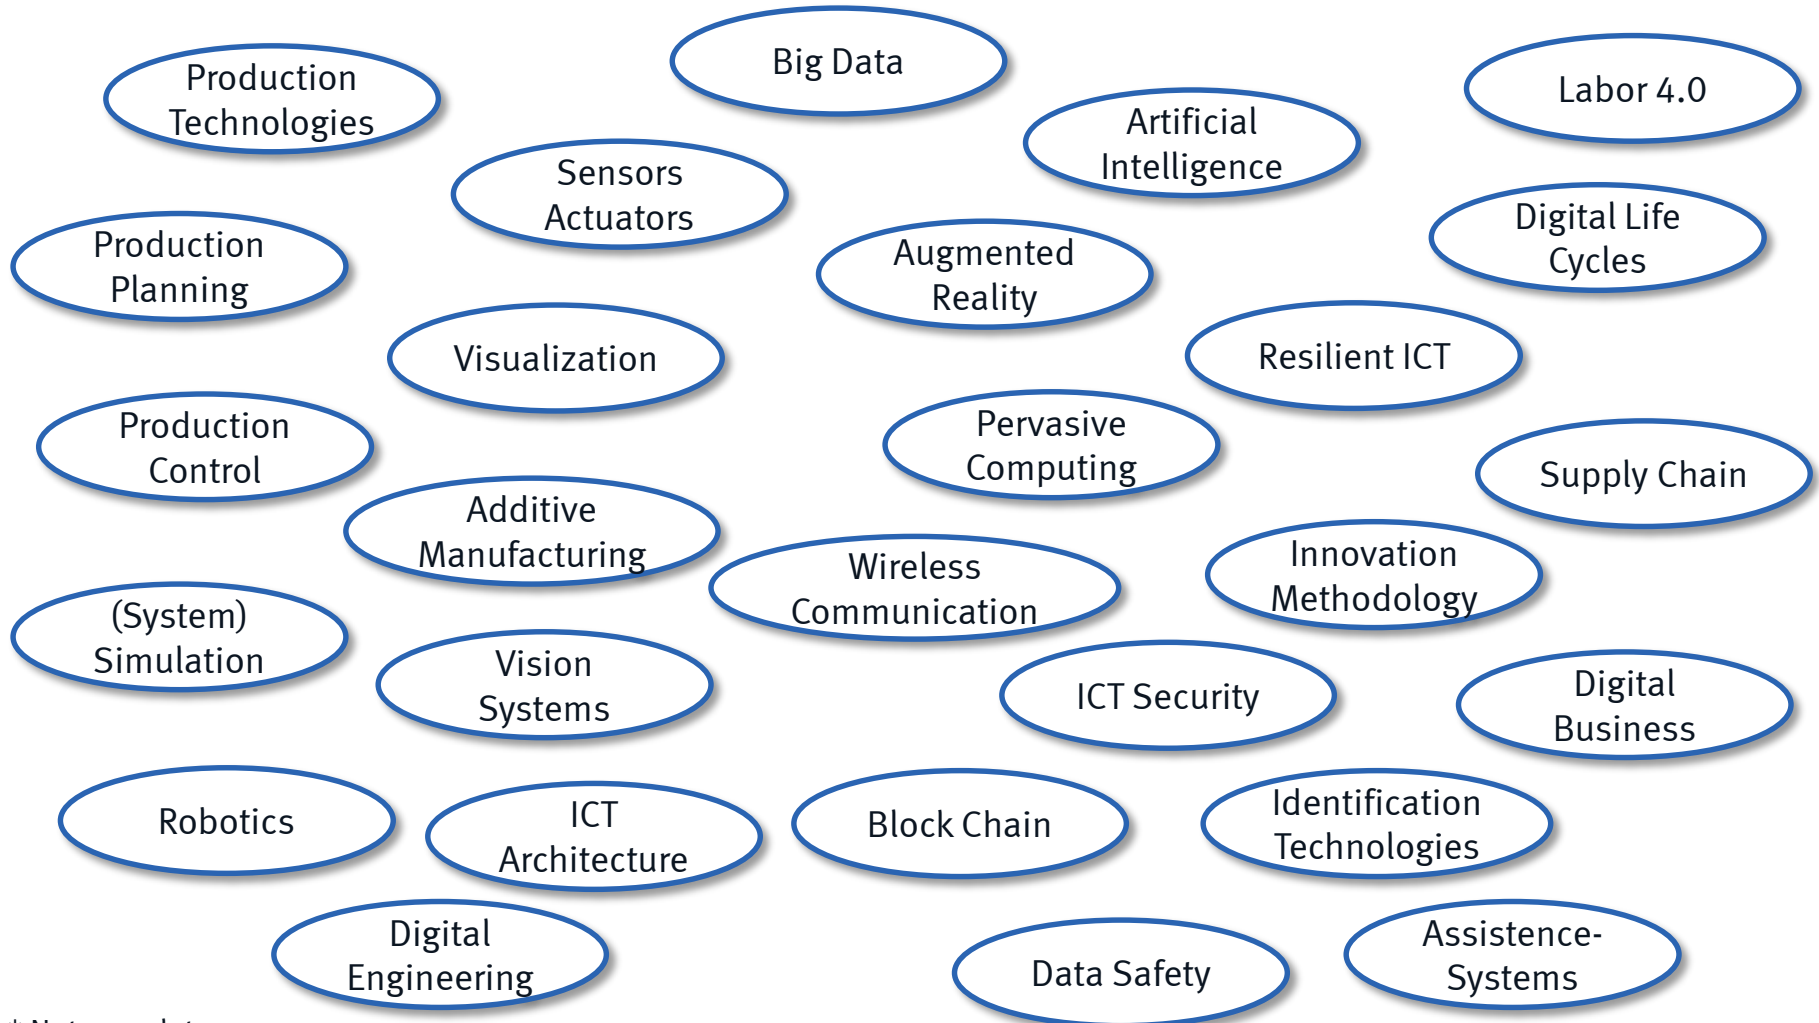 Big Data
Production
Technologies
Labor 4.0
Artificial
Intelligence
Sensors
Actuators
Digital Life
Cycles
Production
Planning
Augmented
Reality
Visualization
Resilient ICT
Production
Control
Pervasive
Computing
Supply Chain
Additive
Manufacturing
Wireless
Communication
Innovation
Methodology
(System)
Simulation
Vision
Systems
ICT Security
Digital
Business
Robotics
ICT
Architecture
Block Chain
Identification
Technologies
Digital
Engineering
Data Safety
Assistence-
Systems